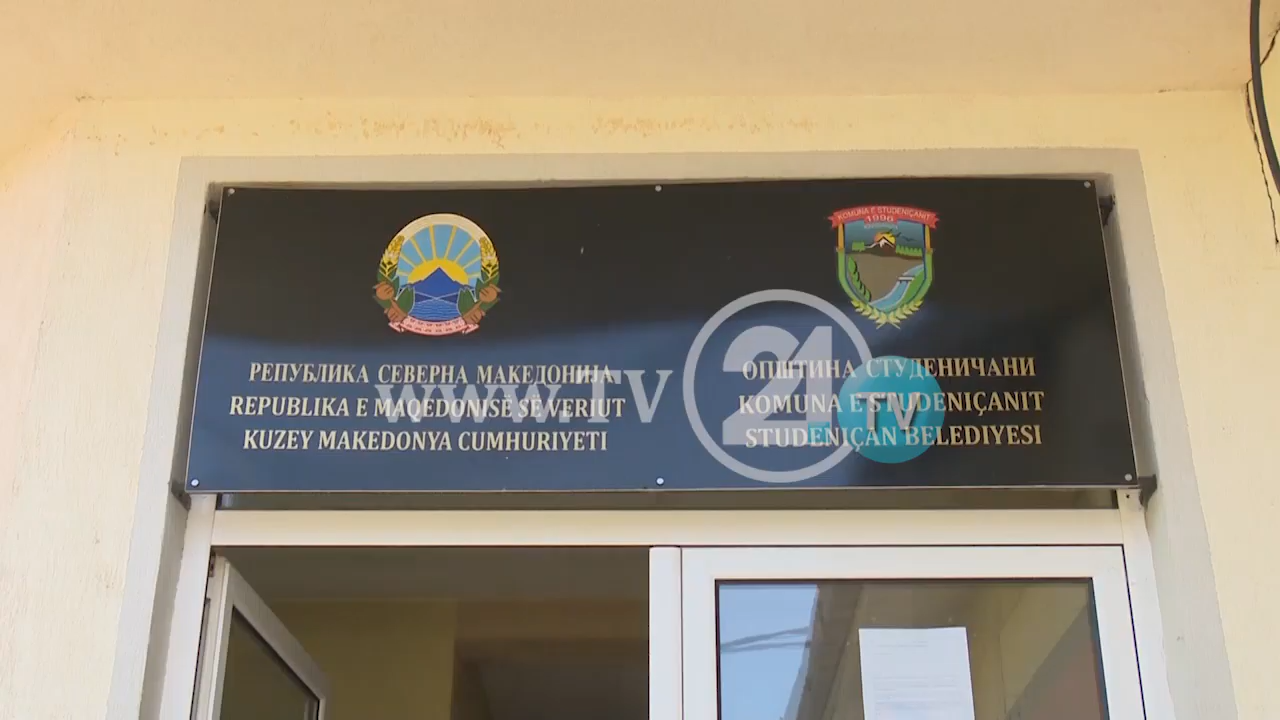 KOMUNA E STUDENIÇANIT
1996
РЕПУБЛИКА СЕВЕРНА МАКЕДОНИЈА
REPUBLIKA E MAQEDONISË SË VERIUT
KUZEY MAKEDONYA CUMHURIYETI
ОПШТИНА СТУДЕНИЧАНИ
KOMUNA E STUDENIÇANIT
STUDENIÇAN BELEDIYESI
www.TV
21
TV